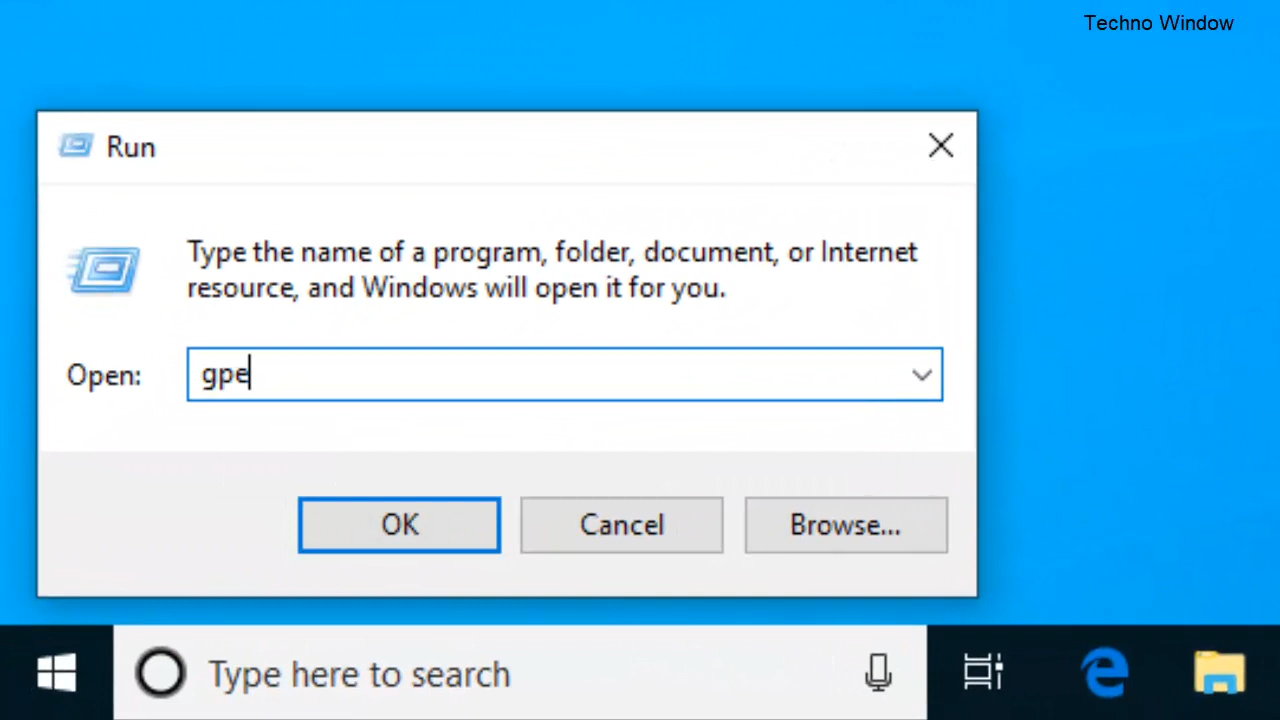 Techno Window
Run
Type the name of a program, folder, document, or Internet
resource, and Windows will open it for you.
Open:
gpe
OK
Cancel
Browse...
Type here to search